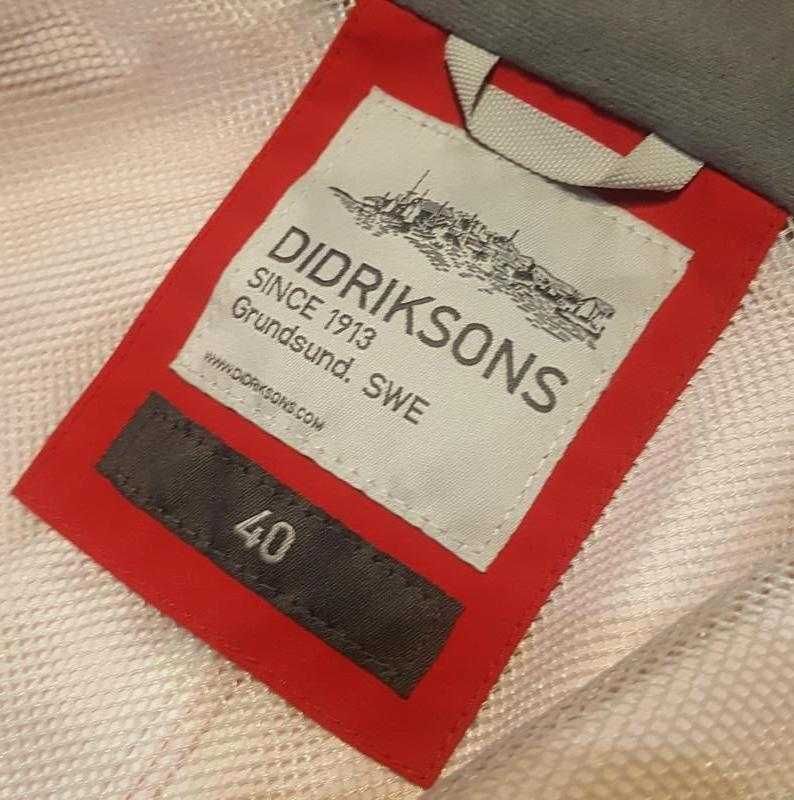 DIDRIKSONS
SINCE 1913
Grundsund. SWE
WWW.DIDRIKSONS.COM
40